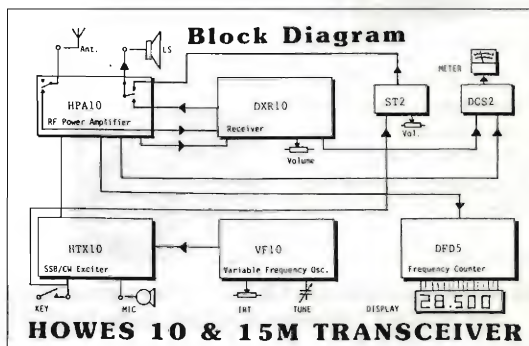 Block Diagram
Ant.
LS
METER
HPA10
RF Power Amplifier
DXR10
Receiver
ST2
DCS2
Volume
Vol.
HTX10
SSB/CW Exciter
VF10
Variable Frequency Osc.
DFD5
Frequency Counter
KEY
MIC
IRT
TUNE
DISPLAY
28.500
HOWES 10 & 15M TRANSCEIVER